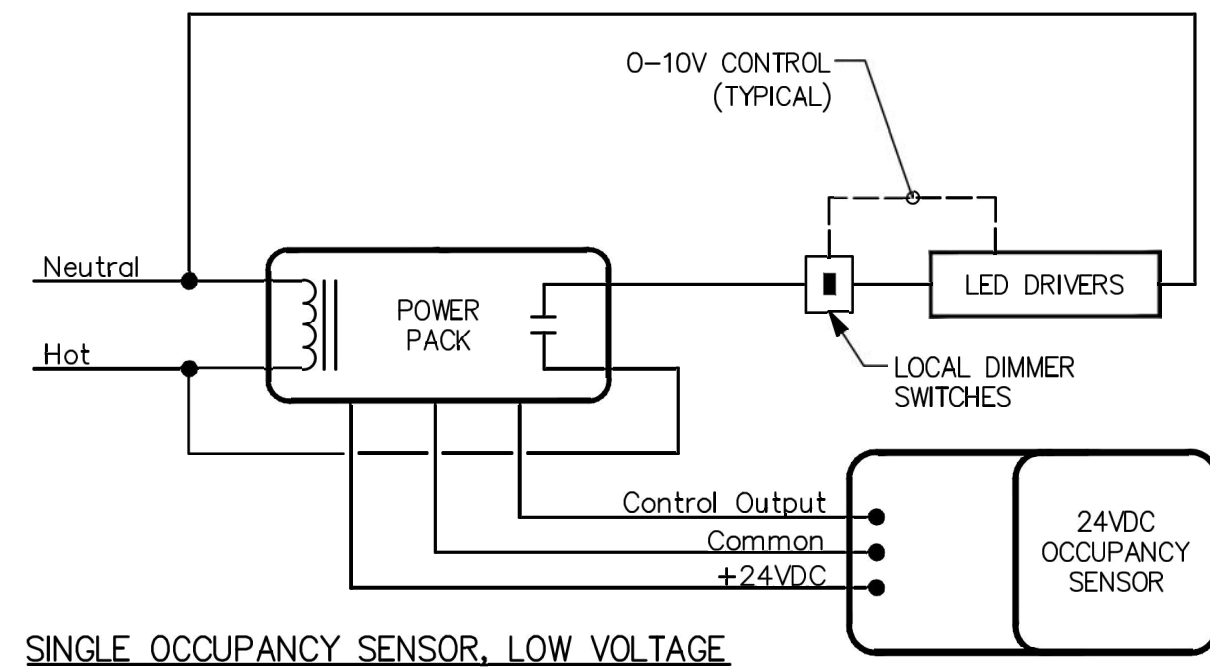 0-10V CONTROL
(TYPICAL)
Neutral
POWER
PACK
LED DRIVERS
Hot
LOCAL DIMMER
SWITCHES
Control Output
Common
+24VDC
24VDC
OCCUPANCY
SENSOR
SINGLE OCCUPANCY SENSOR, LOW VOLTAGE